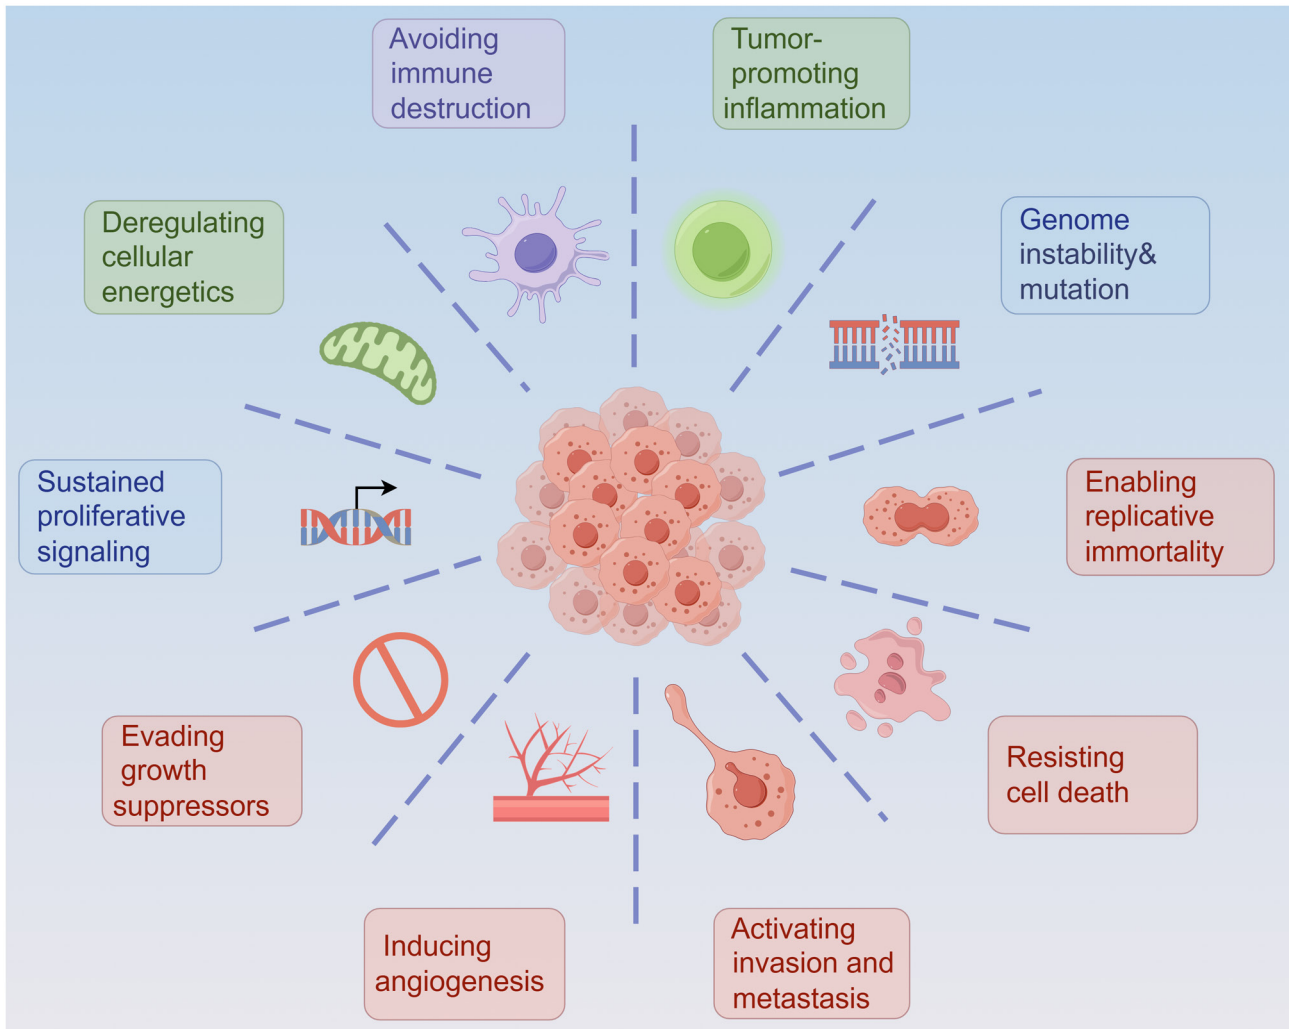 Avoiding
immune
destruction
Tumor-
promoting
inflammation
Deregulating
cellular
energetics
Genome
instability&
mutation
Sustained
proliferative
signaling
Enabling
replicative
immortality
Evading
growth
suppressors
Resisting
cell death
Inducing
angiogenesis
Activating
invasion and
metastasis